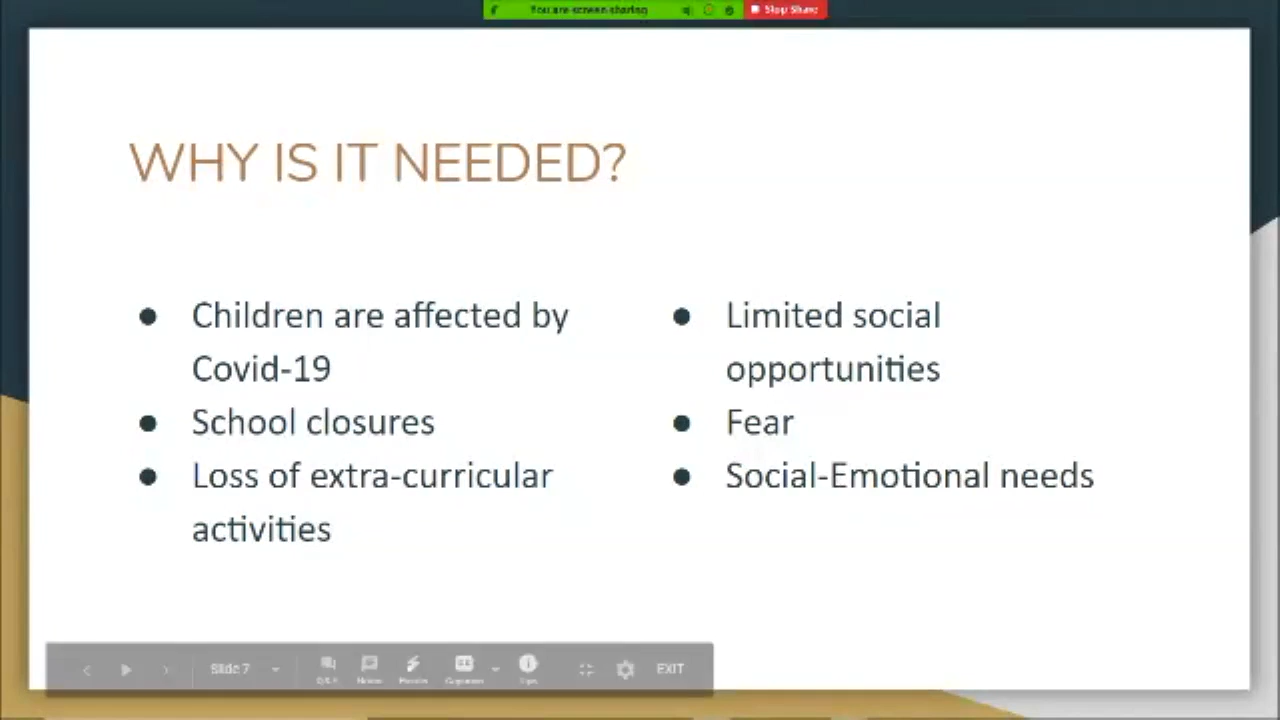 You are screen sharing
Stop Share
WHY IS IT NEEDED?
Children are affected by
Covid-19
School closures
Loss of extra-curricular
activities
Limited social
opportunities
Fear
Social-Emotional needs
Slide 7
Q&A
Notes
Pointer
Captions
Tips
EXIT